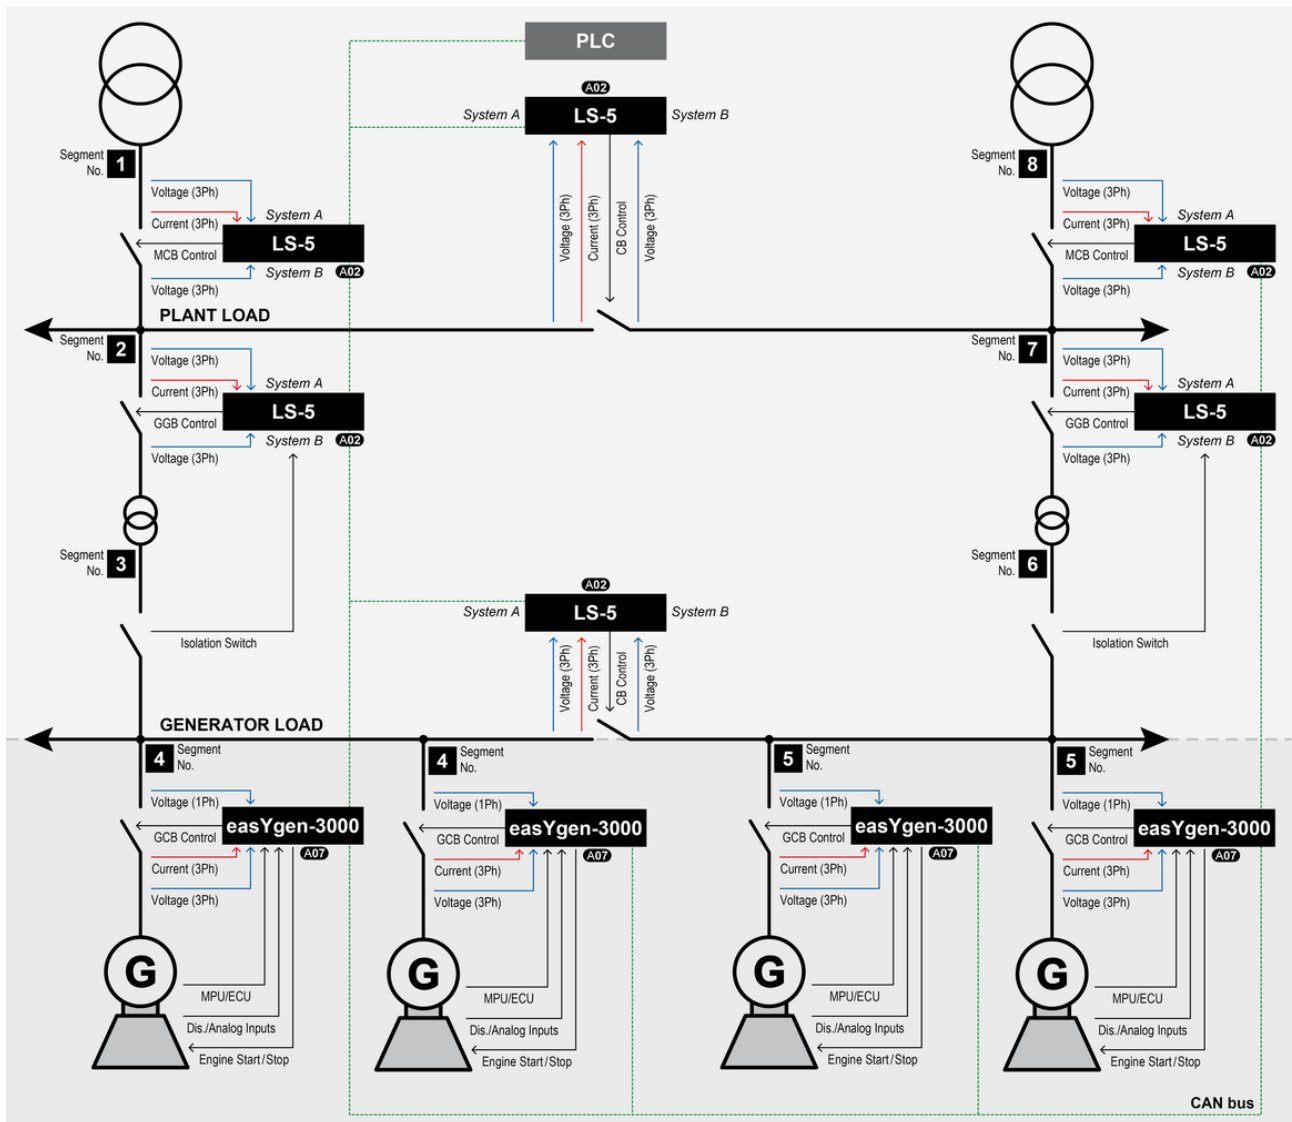 PLC
A02
System A
LS-5
System B
Voltage (3Ph)
Current (3Ph)
CB Control
Voltage (3Ph)
Segment
No.
1
Voltage (3Ph)
Current (3Ph)
System A
LS-5
MCB Control
System B
A02
Voltage (3Ph)
Segment
No.
8
Voltage (3Ph)
Current (3Ph)
System A
LS-5
MCB Control
System B
A02
Voltage (3Ph)
PLANT LOAD
Segment
No.
2
Voltage (3Ph)
Current (3Ph)
System A
LS-5
GGB Control
System B
A02
Voltage (3Ph)
Segment
No.
7
Voltage (3Ph)
Current (3Ph)
System A
LS-5
GGB Control
System B
A02
Voltage (3Ph)
Segment
No.
3
Isolation Switch
A02
System A
LS-5
System B
Voltage (3Ph)
Current (3Ph)
CB Control
Voltage (3Ph)
Segment
No.
6
Isolation Switch
GENERATOR LOAD
4
Segment
No.
Voltage (1Ph)
easYgen-3000
GCB Control
A07
Current (3Ph)
Voltage (3Ph)
G
MPU/ECU
Dis./Analog Inputs
Engine Start/Stop
4
Segment
No.
Voltage (1Ph)
easYgen-3000
GCB Control
A07
Current (3Ph)
Voltage (3Ph)
G
MPU/ECU
Dis./Analog Inputs
Engine Start/Stop
5
Segment
No.
Voltage (1Ph)
easYgen-3000
GCB Control
A07
Current (3Ph)
Voltage (3Ph)
G
MPU/ECU
Dis./Analog Inputs
Engine Start/Stop
5
Segment
No.
Voltage (1Ph)
easYgen-3000
GCB Control
A07
Current (3Ph)
Voltage (3Ph)
G
MPU/ECU
Dis./Analog Inputs
Engine Start/Stop
CAN bus